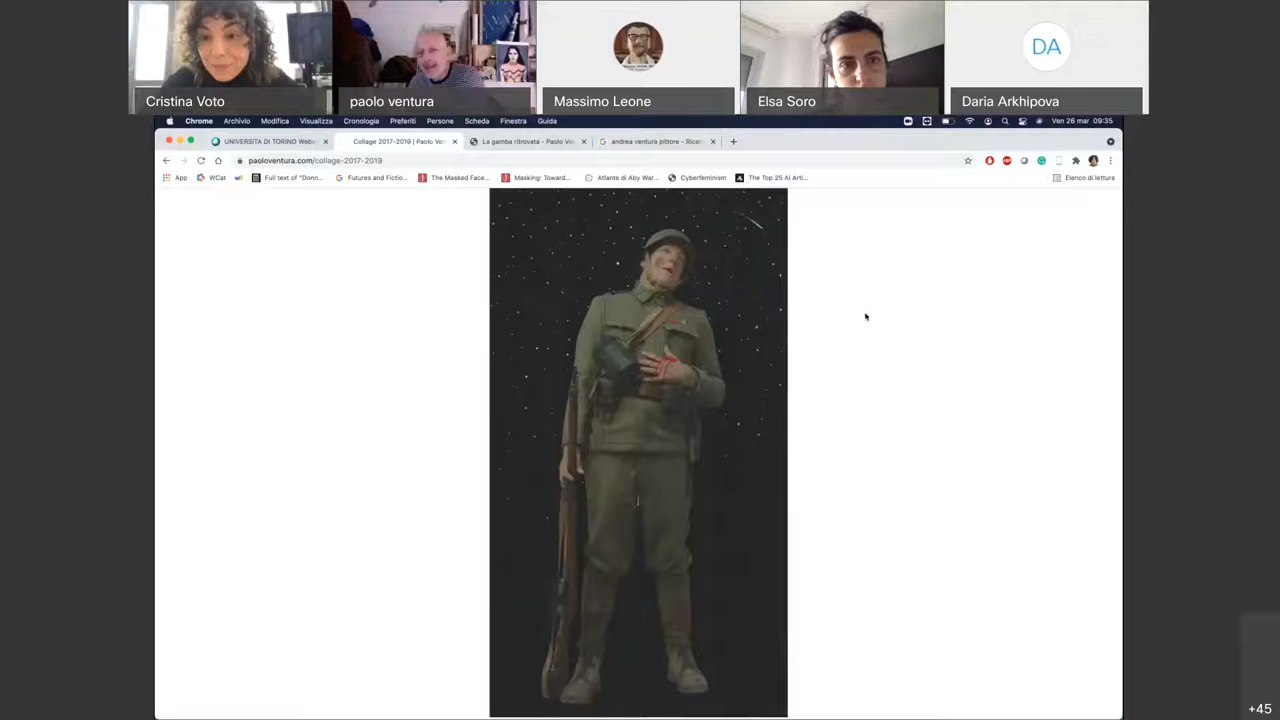 Cristina Voto
paolo ventura
Massimo Leone
Elsa Soro
DA
Daria Arkhipova
Chrome Archivio Modifica Visualizza Cronologia Preferiti Persone Scheda Finestra Guida Ven 26 mar 09:35
UNIVERSITA DI TORINO Webe Collage 2017-2019 | Paolo Ven La gamba ritrovata - Paolo Ve andrea ventura pittore - Ricer
paoloventura.com/collage-2017-2019
App WCat Full text of "Donn... Futures and Fictio... The Masked Face... Masking: Toward... Atlante di Aby War... Cyberfeminism The Top 25 AI Arti... Elenco di lettura
+45